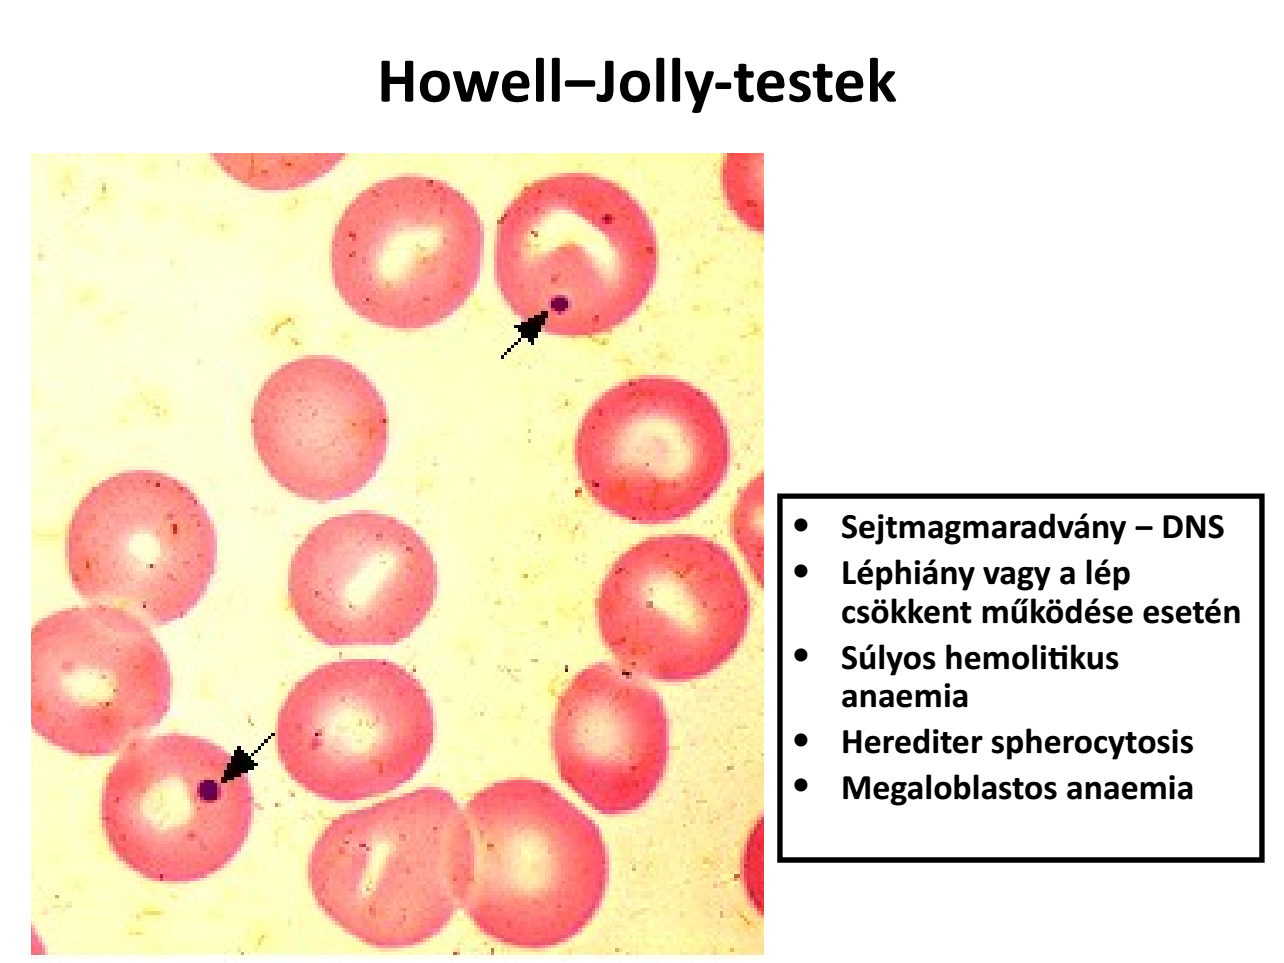 Howell–Jolly-testek
• Sejtmagmaradvány – DNS
• Léphiány vagy a lép
csökkent működése esetén
• Súlyos hemolitikus
anaemia
• Herediter spherocytosis
• Megaloblastos anaemia